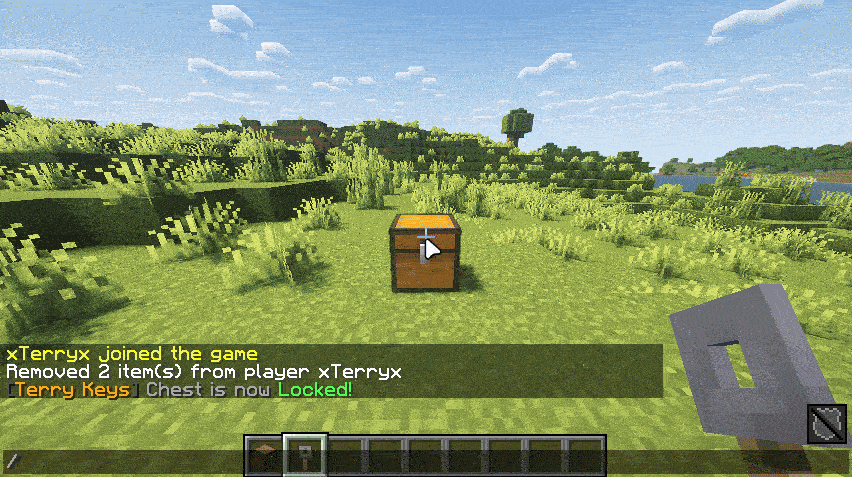 xTerryx joined the game
Removed 2 item(s) from player xTerryx
[Terry Keys] Chest is now Locked!
/